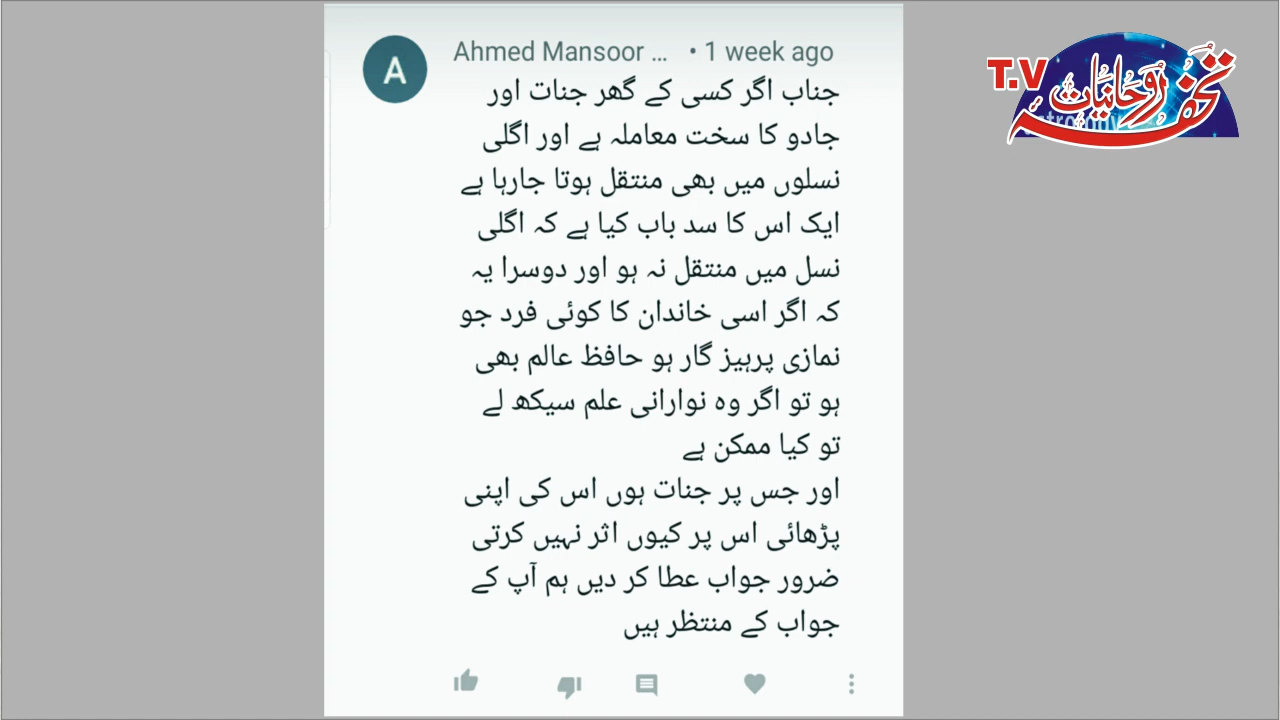 Ahmed Mansoor ... • 1 week ago
A
جناب اگر کسی کے گھر جنات اور
جادو کا سخت معاملہ ہے اور اگلی
نسلوں میں بھی منتقل ہوتا جارہا ہے
ایک اس کا سد باب کیا ہے کہ اگلی
نسل میں منتقل نہ ہو اور دوسرا یہ
کہ اگر اسی خاندان کا کوئی فرد جو
نمازی پرہیز گار ہو حافظ عالم بھی
ہو تو اگر وہ نوارانی علم سیکھ لے
تو کیا ممکن ہے
اور جس پر جنات ہوں اس کی اپنی
پڑھائی اس پر کیوں اثر نہیں کرتی
ضرور جواب عطا کر دیں ہم آپ کے
جواب کے منتظر ہیں
تحفہ روحانیات T.V